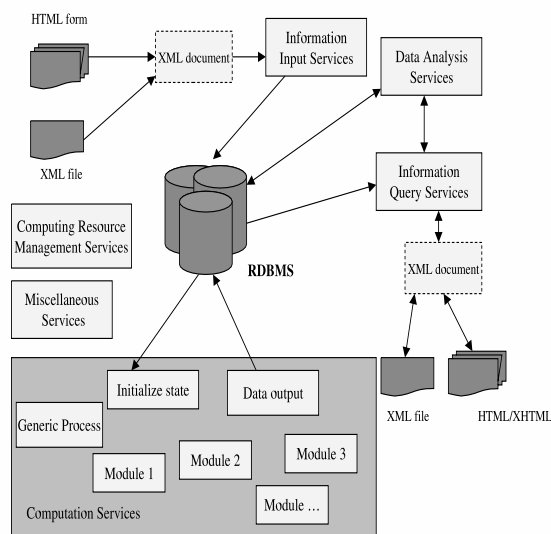 HTML form
XML document
Information
Input Services
Data Analysis
Services
XML file
Information
Query Services
Computing Resource
Management Services
RDBMS
XML document
Miscellaneous
Services
Initialize state
Data output
XML file
HTML/XHTML
Generic Process
Module 1
Module 2
Module 3
Module …
Computation Services